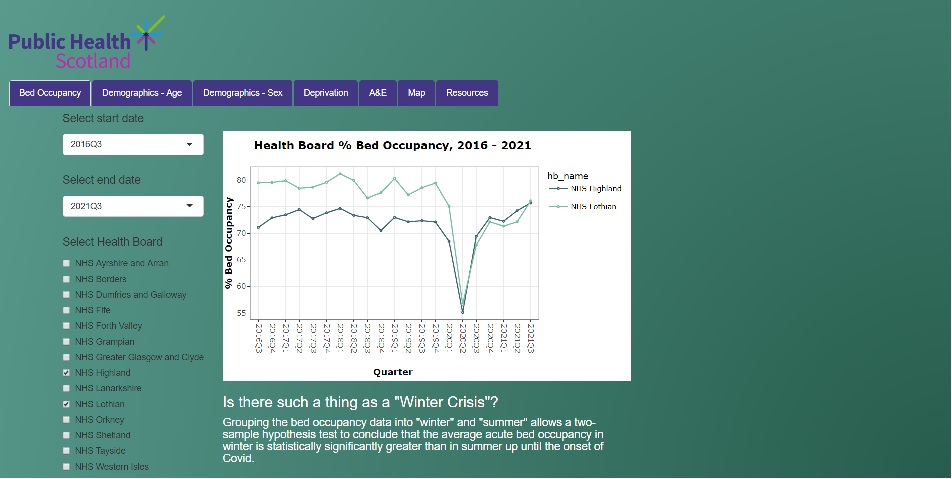 Public Health
Scotland
Bed Occupancy
Demographics - Age
Demographics - Sex
Deprivation
A&E
Map
Resources
Select start date
2016Q3
Select end date
2021Q3
Select Health Board
NHS Ayrshire and Arran
NHS Borders
NHS Dumfries and Galloway
NHS Fife
NHS Forth Valley
NHS Grampian
NHS Greater Glasgow and Clyde
NHS Highland
NHS Lanarkshire
NHS Lothian
NHS Orkney
NHS Shetland
NHS Tayside
NHS Western Isles
Health Board % Bed Occupancy, 2016 - 2021
hb_name
NHS Highland
NHS Lothian
% Bed Occupancy
80
75
70
65
60
55
2016Q3
2016Q4
2017Q1
2017Q2
2017Q3
2017Q4
2018Q1
2018Q2
2018Q3
2018Q4
2019Q1
2019Q2
2019Q3
2019Q4
2020Q1
2020Q2
2020Q3
2020Q4
2021Q1
2021Q2
2021Q3
Quarter
Is there such a thing as a "Winter Crisis"?
Grouping the bed occupancy data into "winter" and "summer" allows a two-
sample hypothesis test to conclude that the average acute bed occupancy in
winter is statistically significantly greater than in summer up until the onset of
Covid.